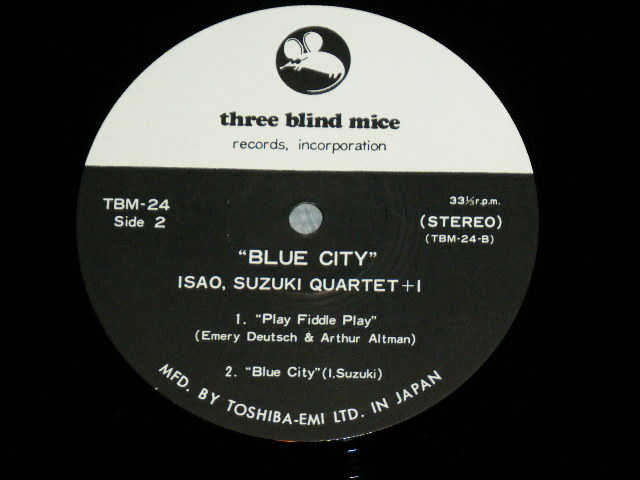 three blind mice
records, incorporation
TBM-24
Side 2
33⅓r.p.m.
(STEREO)
(TBM-24-B)
“BLUE CITY”
ISAO, SUZUKI QUARTET+1
1. “Play Fiddle Play”
(Emery Deutsch & Arthur Altman)
2. “Blue City”(I.Suzuki)
MFD. BY TOSHIBA-EMI LTD. IN JAPAN